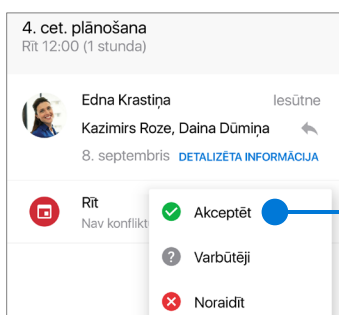 4. cet. plānošana
Rīt 12:00 (1 stunda)
Edna Krastiņa Iesūtne
Kazimirs Roze, Daina Dūmiņa
8. septembris DETALIZĒTA INFORMĀCIJA
Rīt
Nav konflikt
Akceptēt
Varbūtēji
Noraidīt